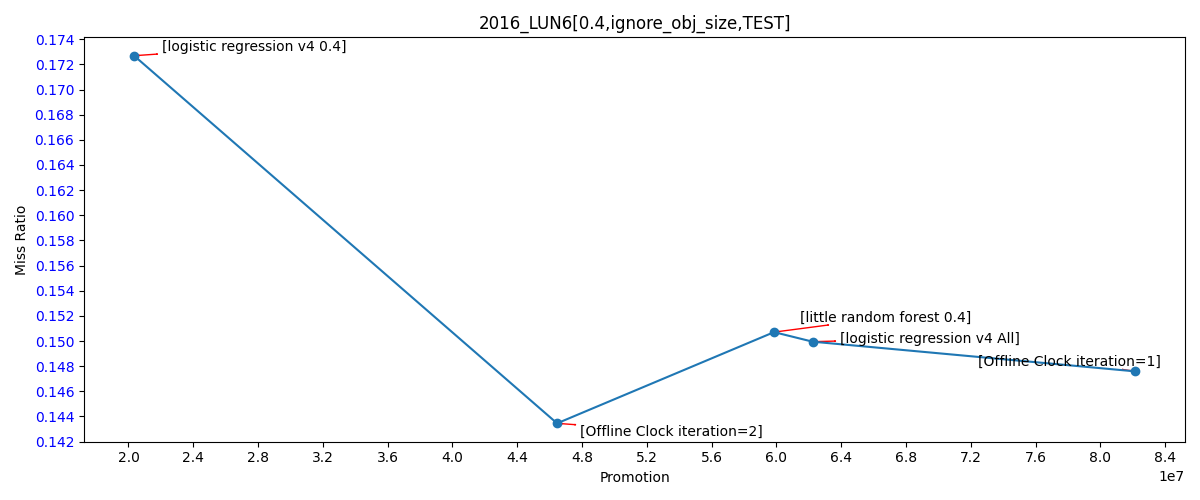 2016_LUN6[0.4,ignore_obj_size,TEST]
0.174
0.172
0.170
0.168
0.166
0.164
0.162
0.160
0.158
0.156
0.154
0.152
0.150
0.148
0.146
0.144
0.142
Miss Ratio
[logistic regression v4 0.4]
[little random forest 0.4]
[logistic regression v4 All]
[Offline Clock iteration=1]
[Offline Clock iteration=2]
2.0 2.4 2.8 3.2 3.6 4.0 4.4 4.8 5.2 5.6 6.0 6.4 6.8 7.2 7.6 8.0 8.4
1e7
Promotion